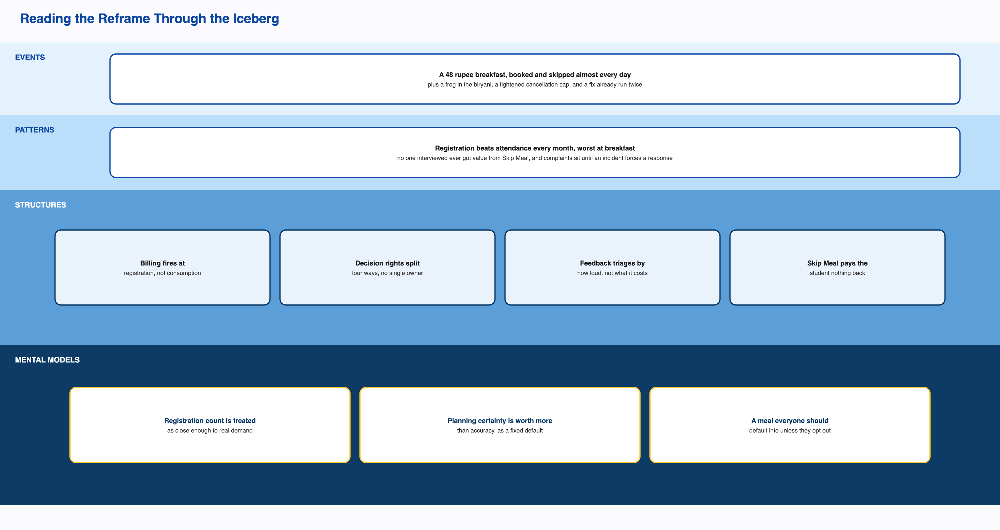 Reading the Reframe Through the Iceberg
EVENTS
A 48 rupee breakfast, booked and skipped almost every day
plus a frog in the biryani, a tightened cancellation cap, and a fix already run twice
PATTERNS
Registration beats attendance every month, worst at breakfast
no one interviewed ever got value from Skip Meal, and complaints sit until an incident forces a response
STRUCTURES
Billing fires at
registration, not consumption
Decision rights split
four ways, no single owner
Feedback triages by
how loud, not what it costs
Skip Meal pays the
student nothing back
MENTAL MODELS
Registration count is treated
as close enough to real demand
Planning certainty is worth more
than accuracy, as a fixed default
A meal everyone should
default into unless they opt out